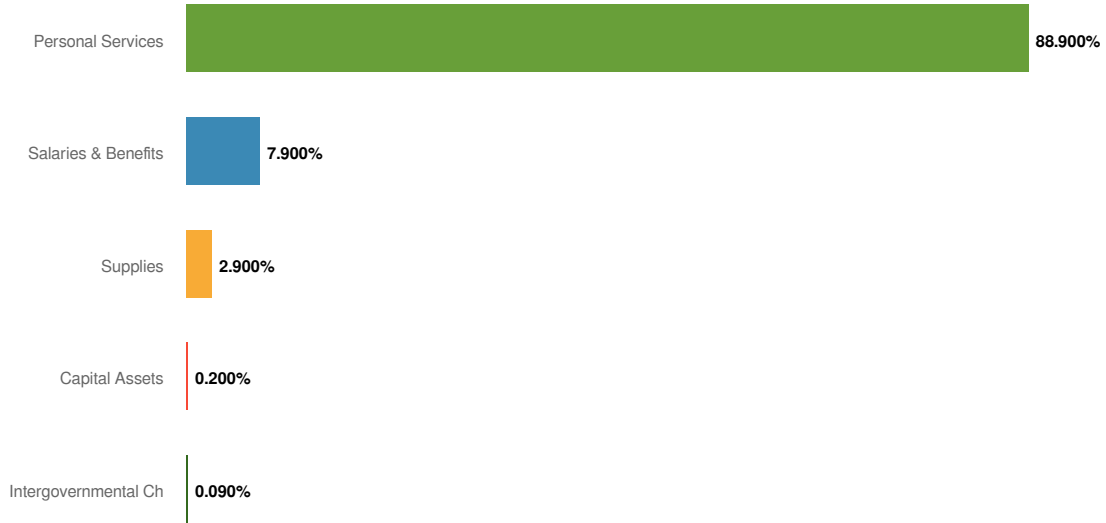 Personal Services 88.900%
Salaries & Benefits 7.900%
Supplies 2.900%
Capital Assets 0.200%
Intergovernmental Ch 0.090%